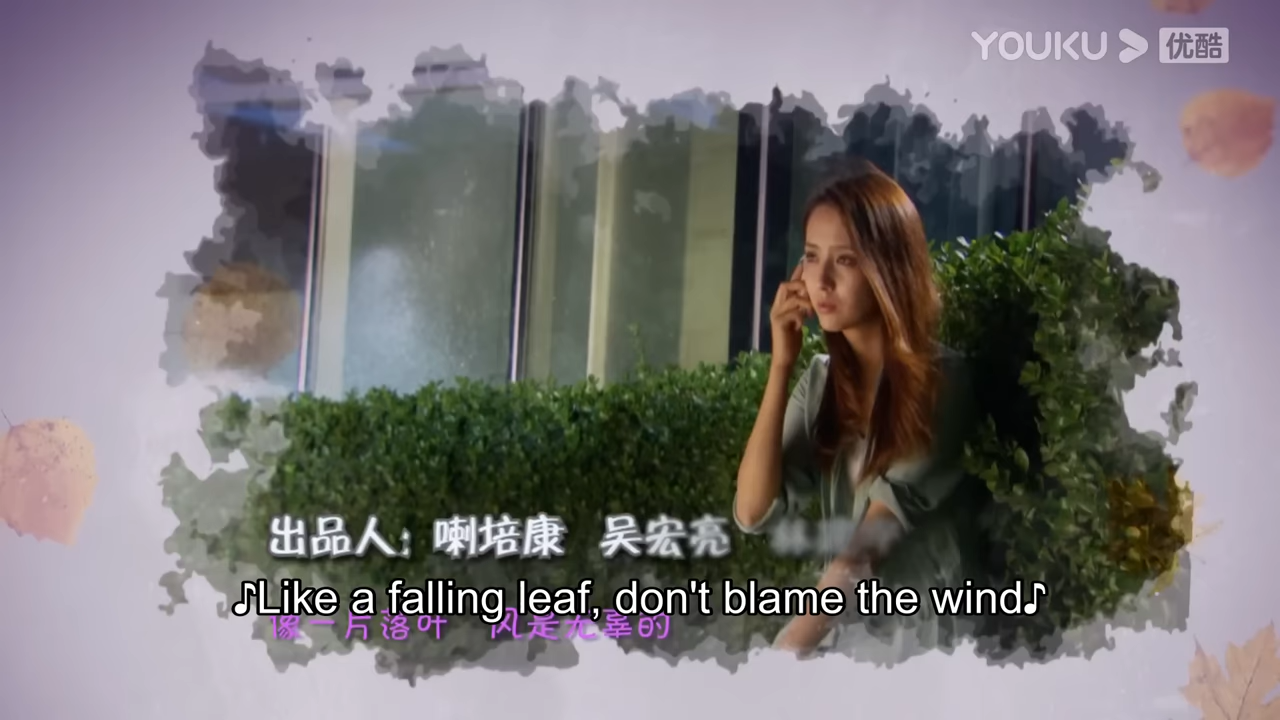 YOUKU 优酷
出品人：喇培康 吴宏亮
♪Like a falling leaf, don't blame the wind♪
像一片落叶 风是无辜的